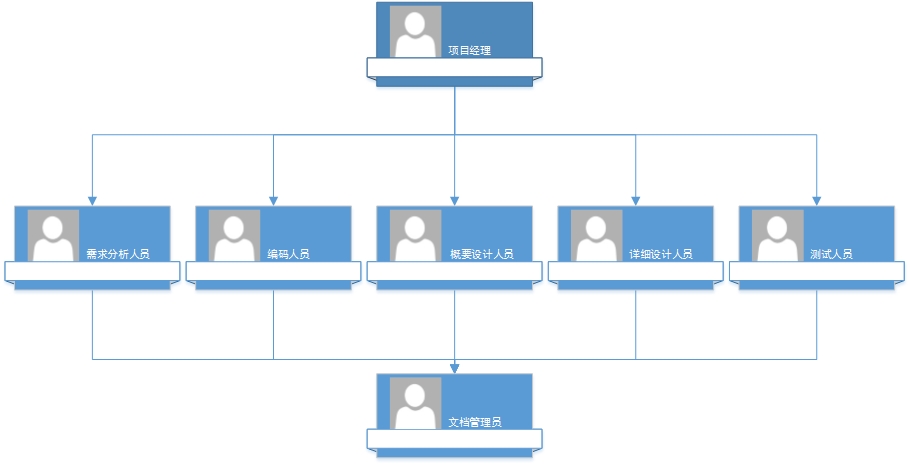 项目经理
需求分析人员
编码人员
概要设计人员
详细设计人员
测试人员
文档管理员